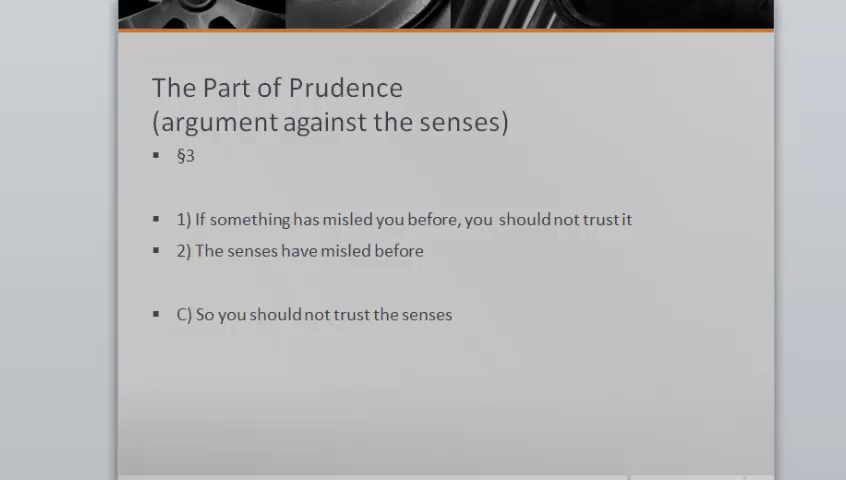 The Part of Prudence
(argument against the senses)
▪ §3
▪ 1) If something has misled you before, you should not trust it
▪ 2) The senses have misled before
▪ C) So you should not trust the senses